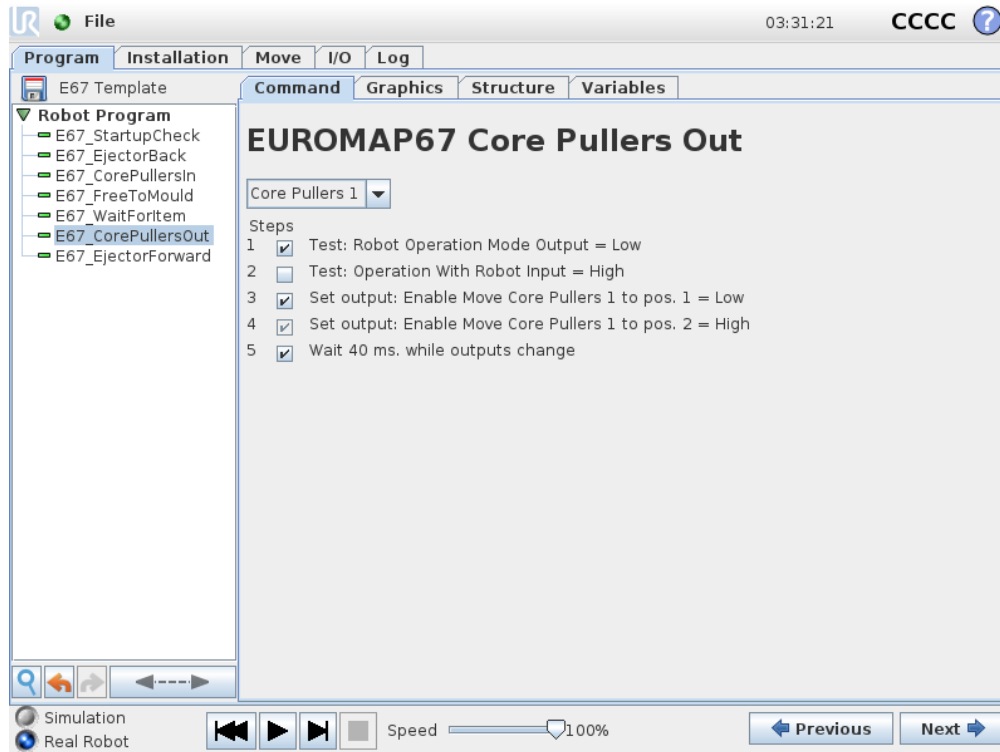 UR File 03:31:21 CCCC ?
Program Installation Move I/O Log
E67 Template
Command Graphics Structure Variables
Robot Program
E67_StartupCheck
E67_EjectorBack
E67_CorePullersIn
E67_FreeToMould
E67_WaitForItem
E67_CorePullersOut
E67_EjectorForward
EUROMAP67 Core Pullers Out
Core Pullers 1
Steps
1 Test: Robot Operation Mode Output = Low
2 Test: Operation With Robot Input = High
3 Set output: Enable Move Core Pullers 1 to pos. 1 = Low
4 Set output: Enable Move Core Pullers 1 to pos. 2 = High
5 Wait 40 ms. while outputs change
Simulation
Real Robot
Speed 100%
Previous Next